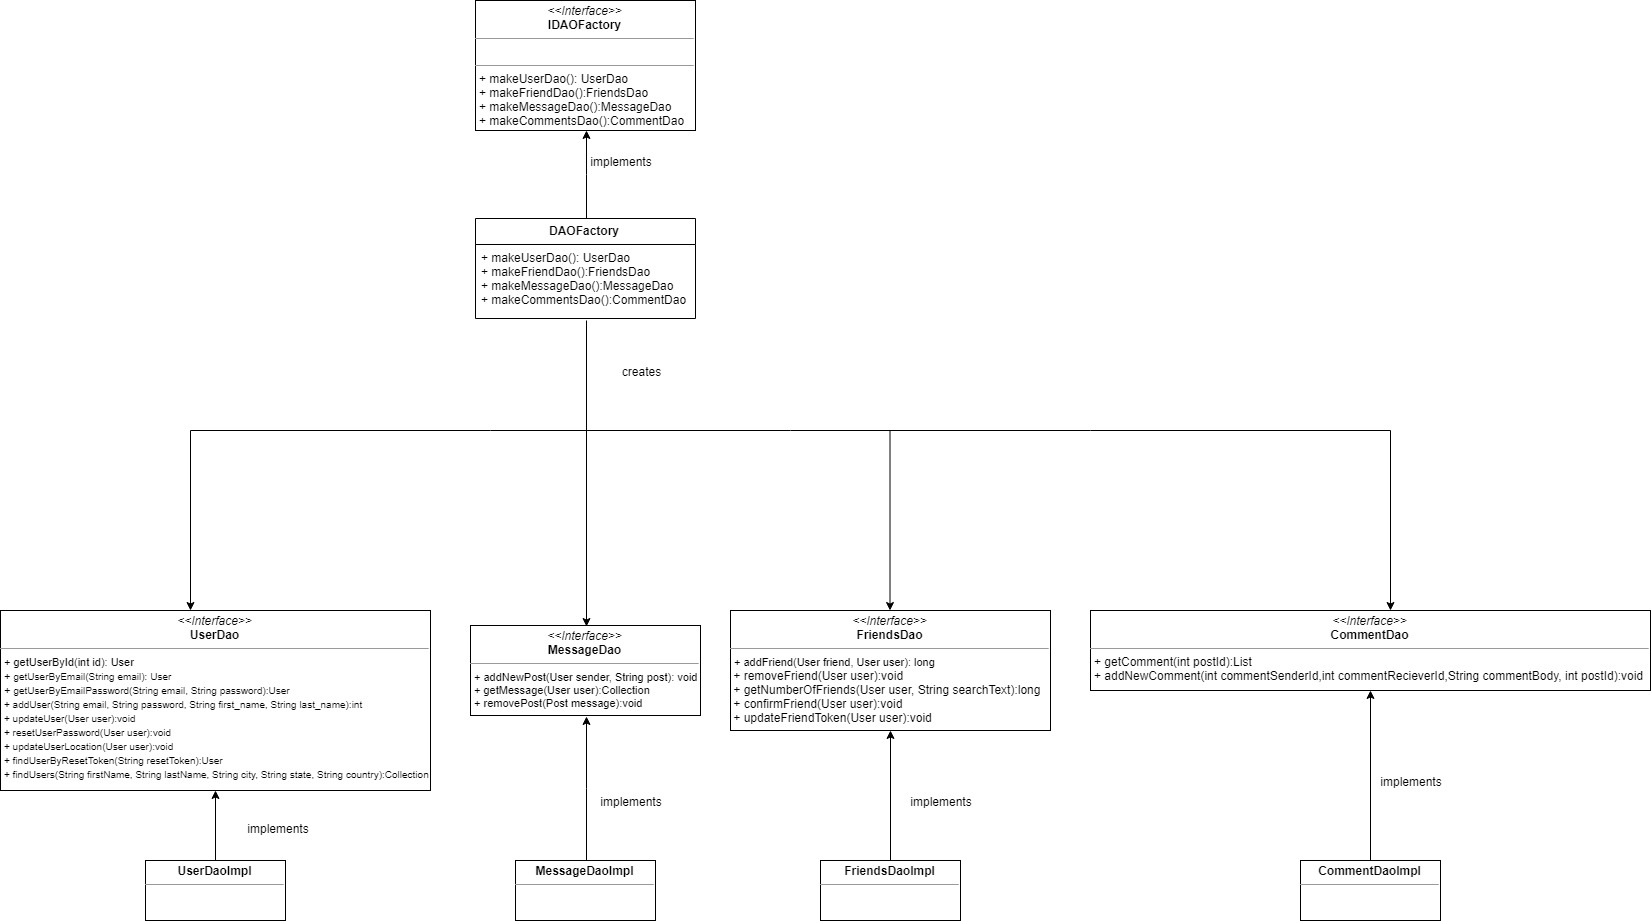 <<Interface>>
IDAOFactory
+ makeUserDao(): UserDao
+ makeFriendDao():FriendsDao
+ makeMessageDao():MessageDao
+ makeCommentsDao():CommentDao
implements
DAOFactory
+ makeUserDao(): UserDao
+ makeFriendDao():FriendsDao
+ makeMessageDao():MessageDao
+ makeCommentsDao():CommentDao
creates
<<Interface>>
UserDao
+ getUserById(int id): User
+ getUserByEmail(String email): User
+ getUserByEmailPassword(String email, String password):User
+ addUser(String email, String password, String first_name, String last_name):int
+ updateUser(User user):void
+ resetUserPassword(User user):void
+ updateUserLocation(User user):void
+ findUserByResetToken(String resetToken):User
+ findUsers(String firstName, String lastName, String city, String state, String country):Collection
<<Interface>>
MessageDao
+ addNewPost(User sender, String post): void
+ getMessage(User user):Collection
+ removePost(Post message):void
<<Interface>>
FriendsDao
+ addFriend(User friend, User user): long
+ removeFriend(User user):void
+ getNumberOfFriends(User user, String searchText):long
+ confirmFriend(User user):void
+ updateFriendToken(User user):void
<<Interface>>
CommentDao
+ getComment(int postId):List
+ addNewComment(int commentSenderId,int commentRecieverId,String commentBody, int postId):void
implements
implements
implements
implements
UserDaoImpl
MessageDaoImpl
FriendsDaoImpl
CommentDaoImpl